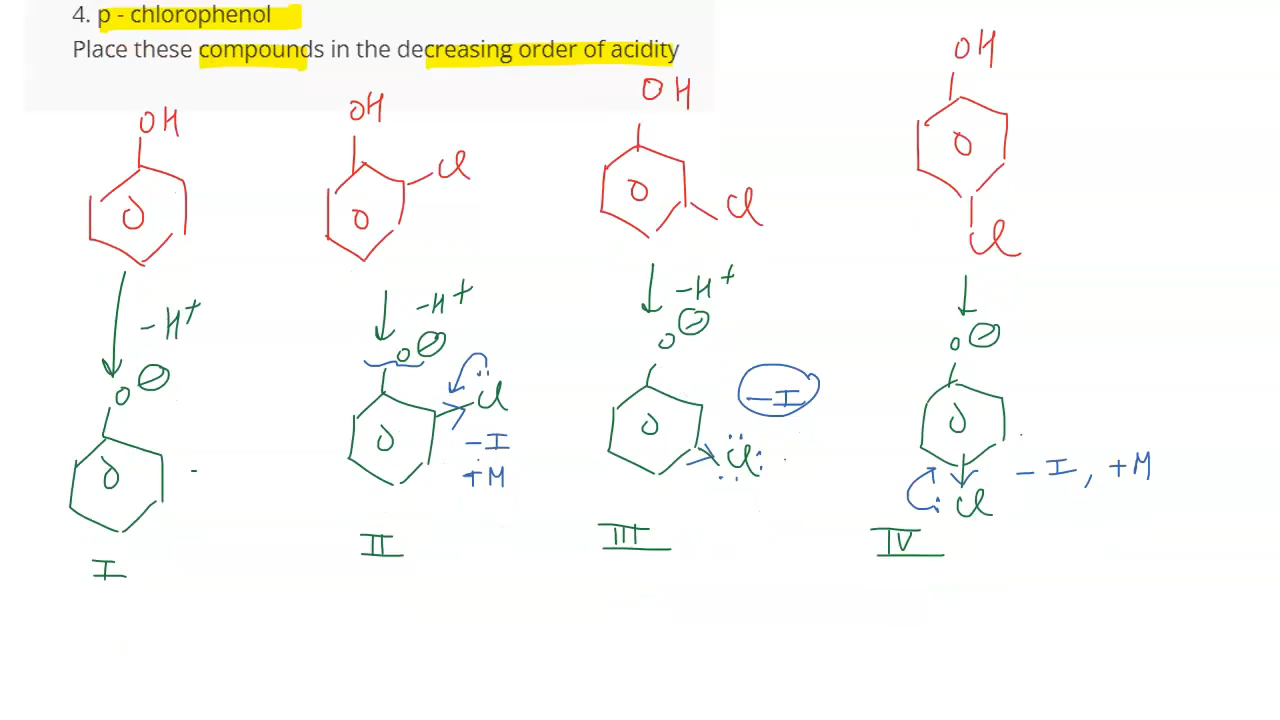 4. p - chlorophenol
Place these compounds in the decreasing order of acidity
OH
OH
OH
OH
Cl
Cl
Cl
-H+
-H+
-H+
O⊖
O⊖
O⊖
O⊖
Cl
-I
+M
-I
Cl
Cl
-I, +M
I
II
III
IV